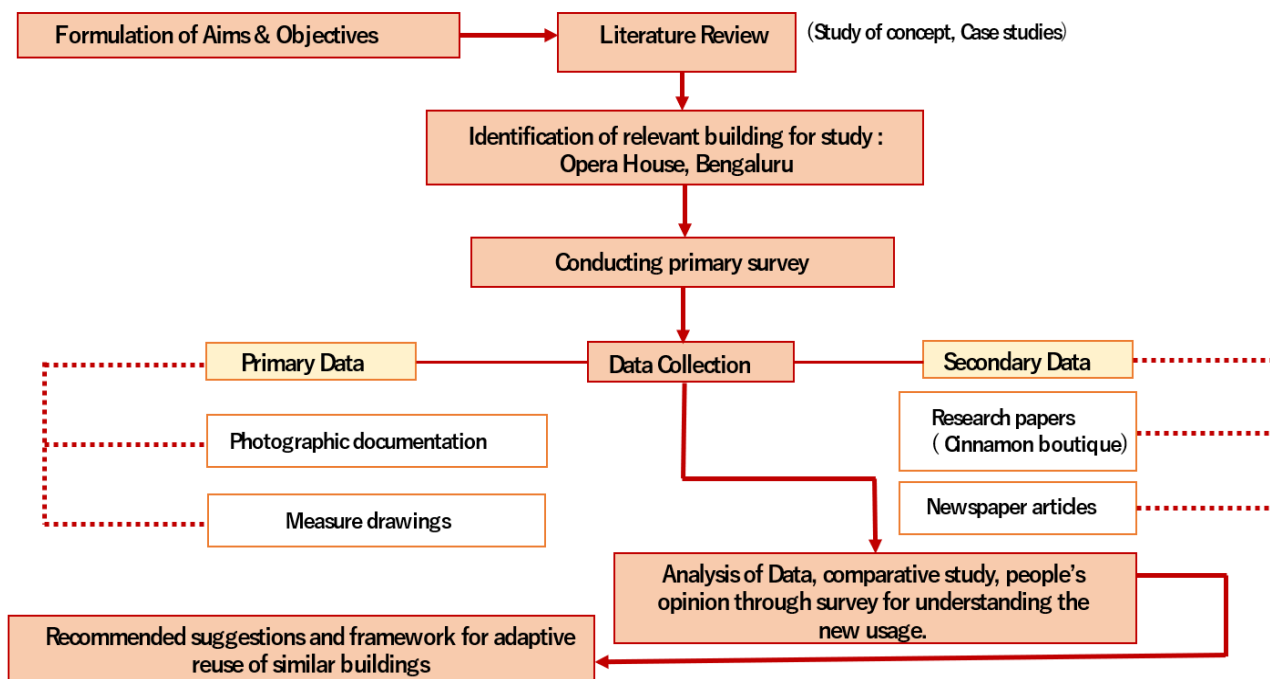 Formulation of Aims & Objectives
Literature Review
(Study of concept, Case studies)
Identification of relevant building for study :
Opera House, Bengaluru
Conducting primary survey
Primary Data
Data Collection
Secondary Data
Photographic documentation
Research papers
( Cinnamon boutique)
Measure drawings
Newspaper articles
Analysis of Data, comparative study, people's
opinion through survey for understanding the
new usage.
Recommended suggestions and framework for adaptive
reuse of similar buildings